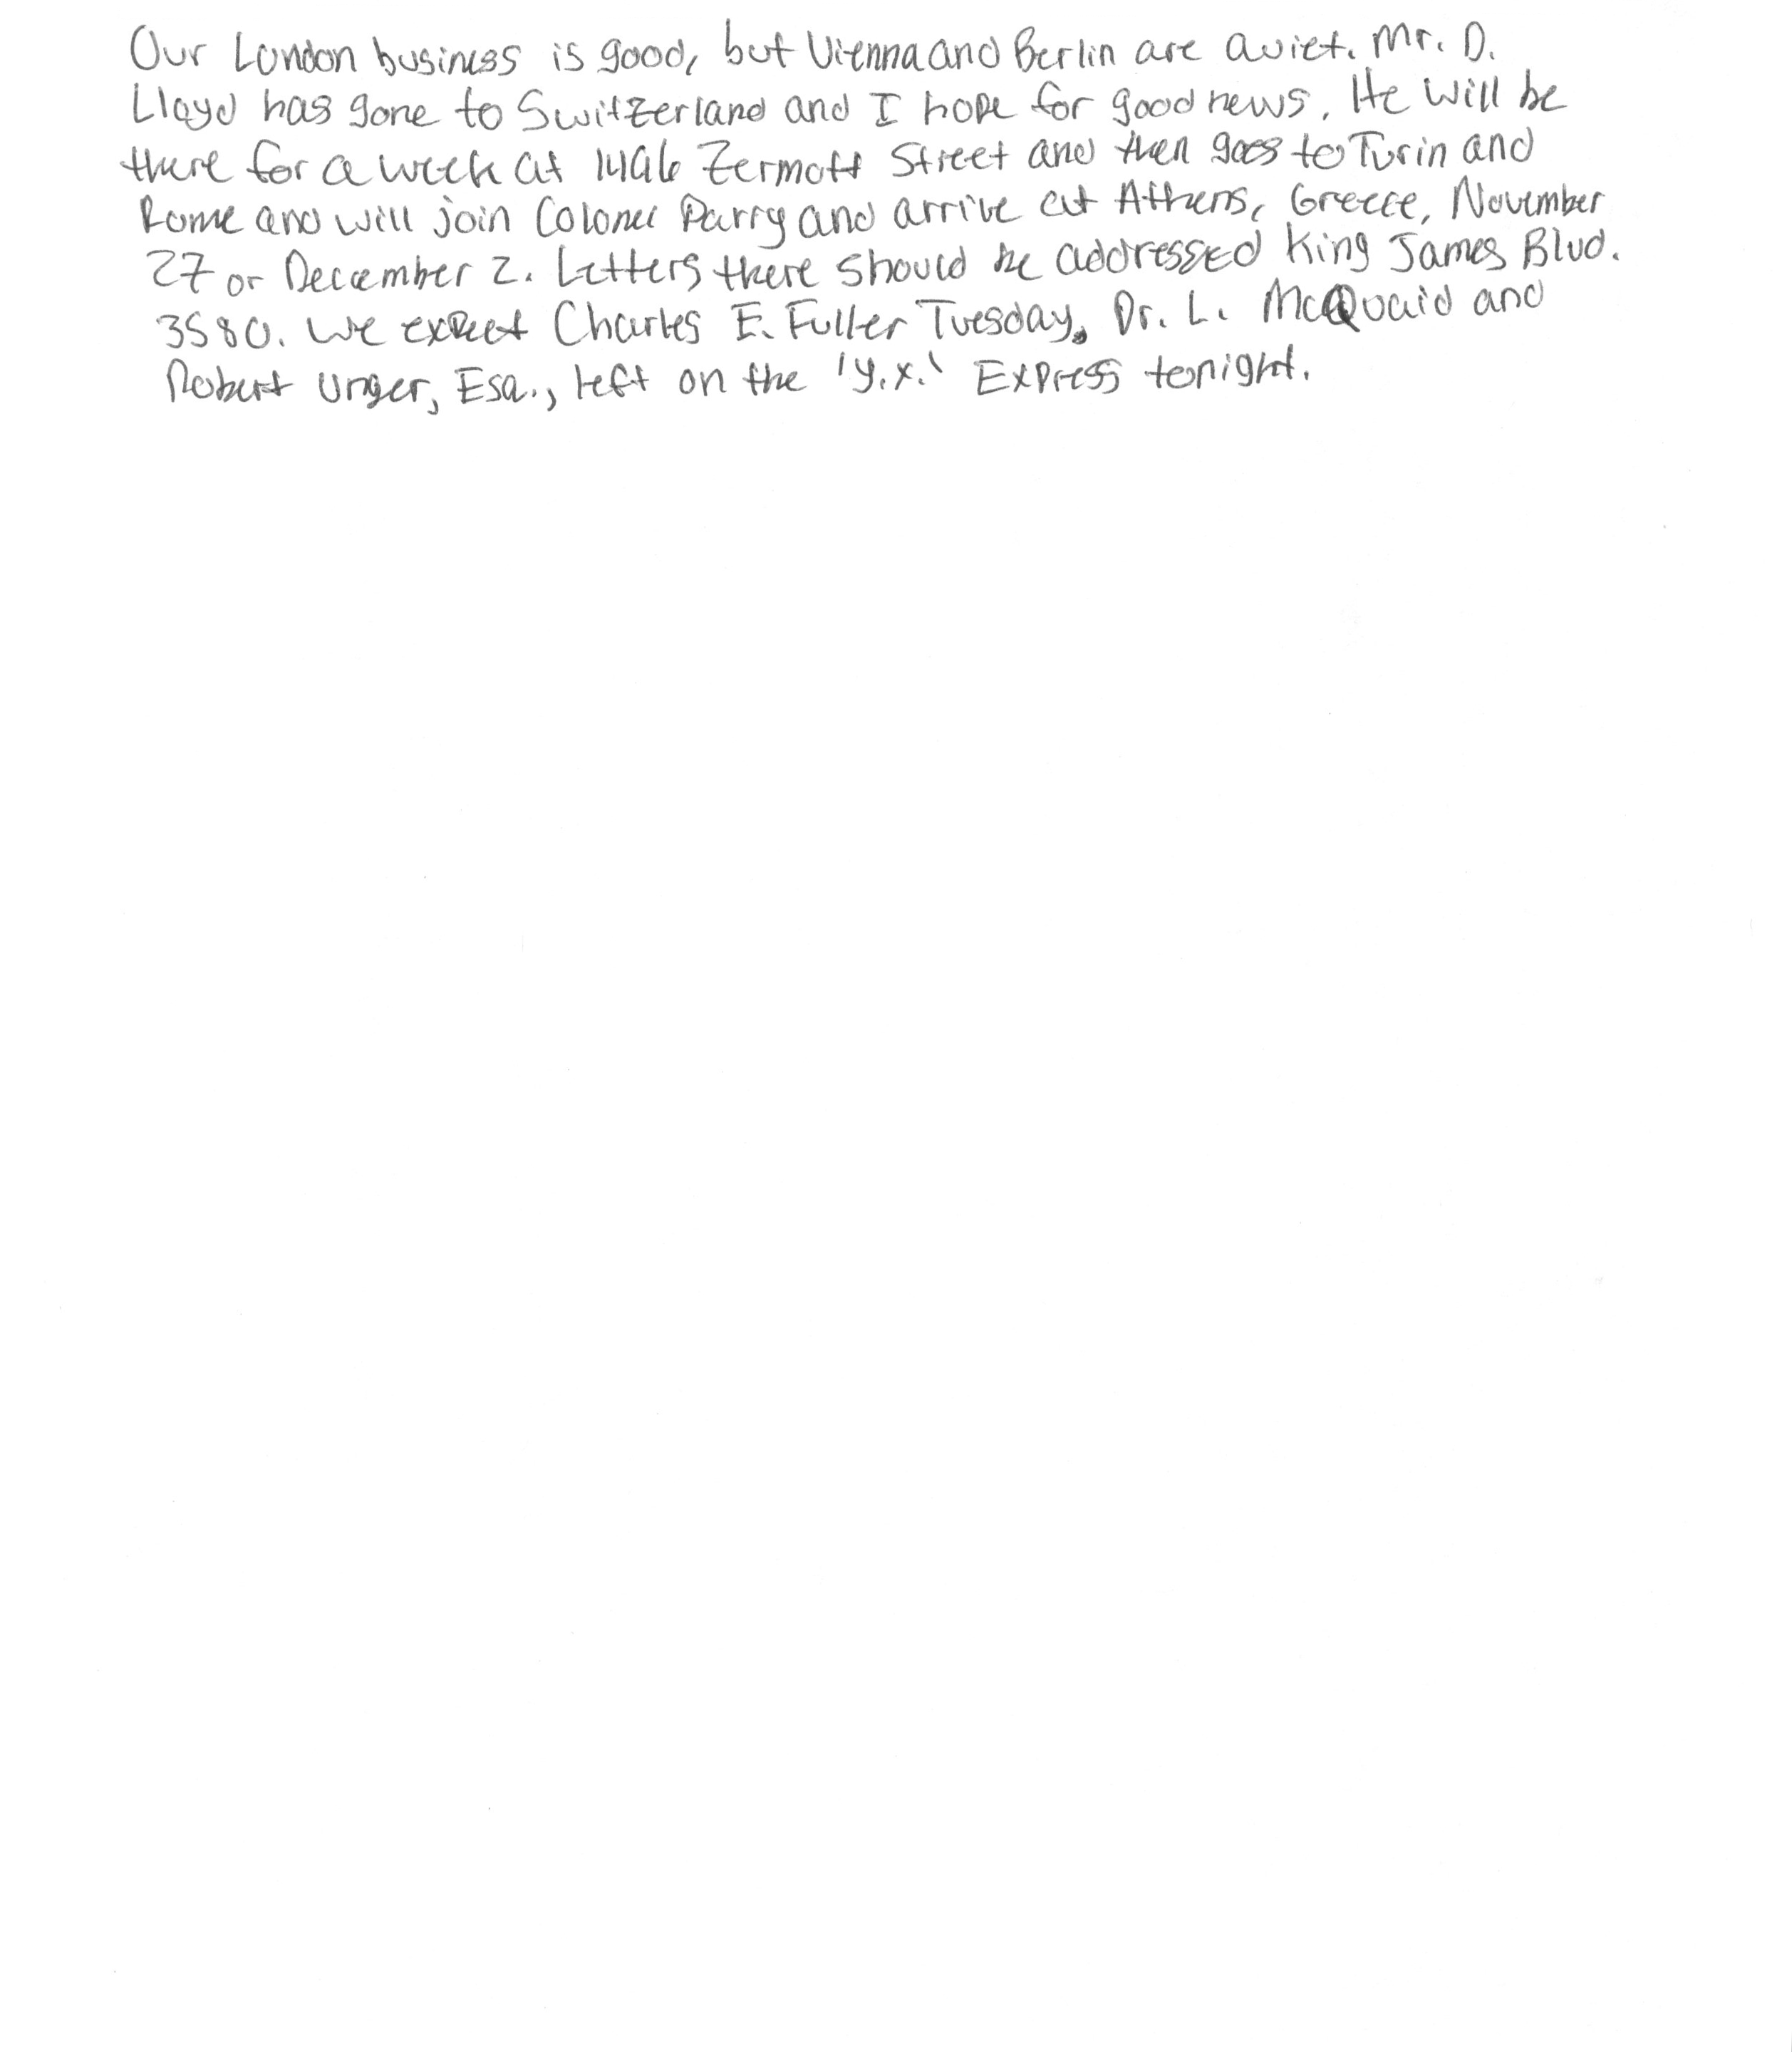 Our London business is good, but Vienna and Berlin are quiet. Mr. D.
Lloyd has gone to Switzerland and I hope for good news. He will be
there for a week at 1496 Zermott Street and then goes to Turin and
Rome and will join Colonel Parry and arrive at Athens, Greece, November
27 or December 2. Letters there should be addressed King James Blvd.
3580. We expect Charles E. Fuller Tuesday. Dr. L. McQuaid and
Robert Unger, Esq., left on the 'Y.X.' Express tonight.